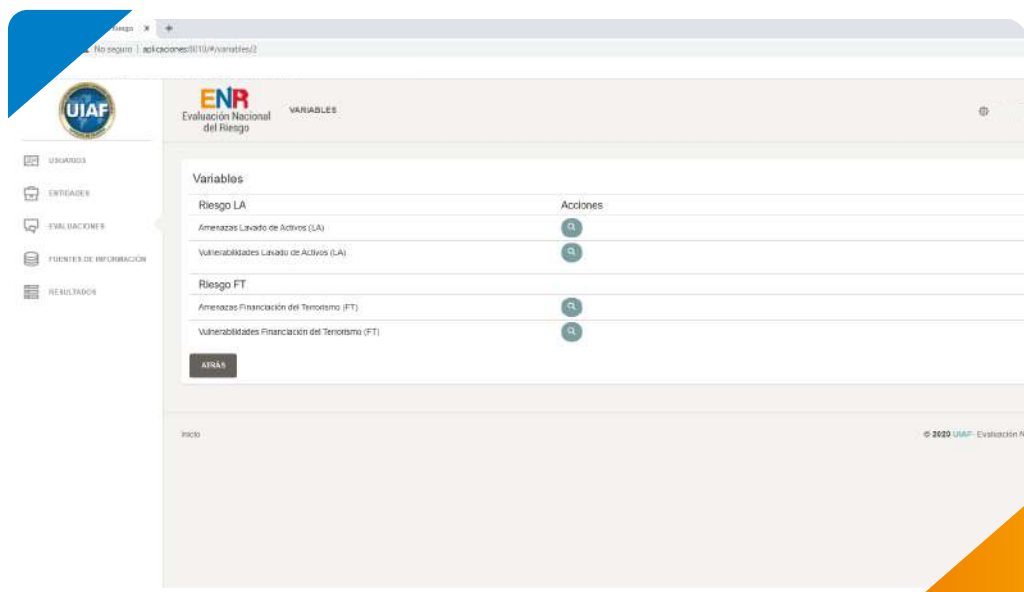 Riesgo × +
No seguro | aplicaciones:8010/#/variables/2
UIAF
ENR
Evaluación Nacional
del Riesgo
VARIABLES
USUARIOS
ENTIDADES
EVALUACIONES
FUENTES DE INFORMACIÓN
RESULTADOS
Variables
Riesgo LA Acciones
Amenazas Lavado de Activos (LA)
Vulnerabilidades Lavado de Activos (LA)
Riesgo FT
Amenazas Financiación del Terrorismo (FT)
Vulnerabilidades Financiación del Terrorismo (FT)
ATRÁS
Inicio
© 2020 UIAF- Evaluación N